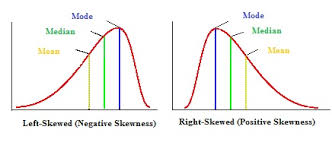 Mode
Median
Mean
Left-Skewed (Negative Skewness)
Mode
Median
Mean
Right-Skewed (Positive Skewness)